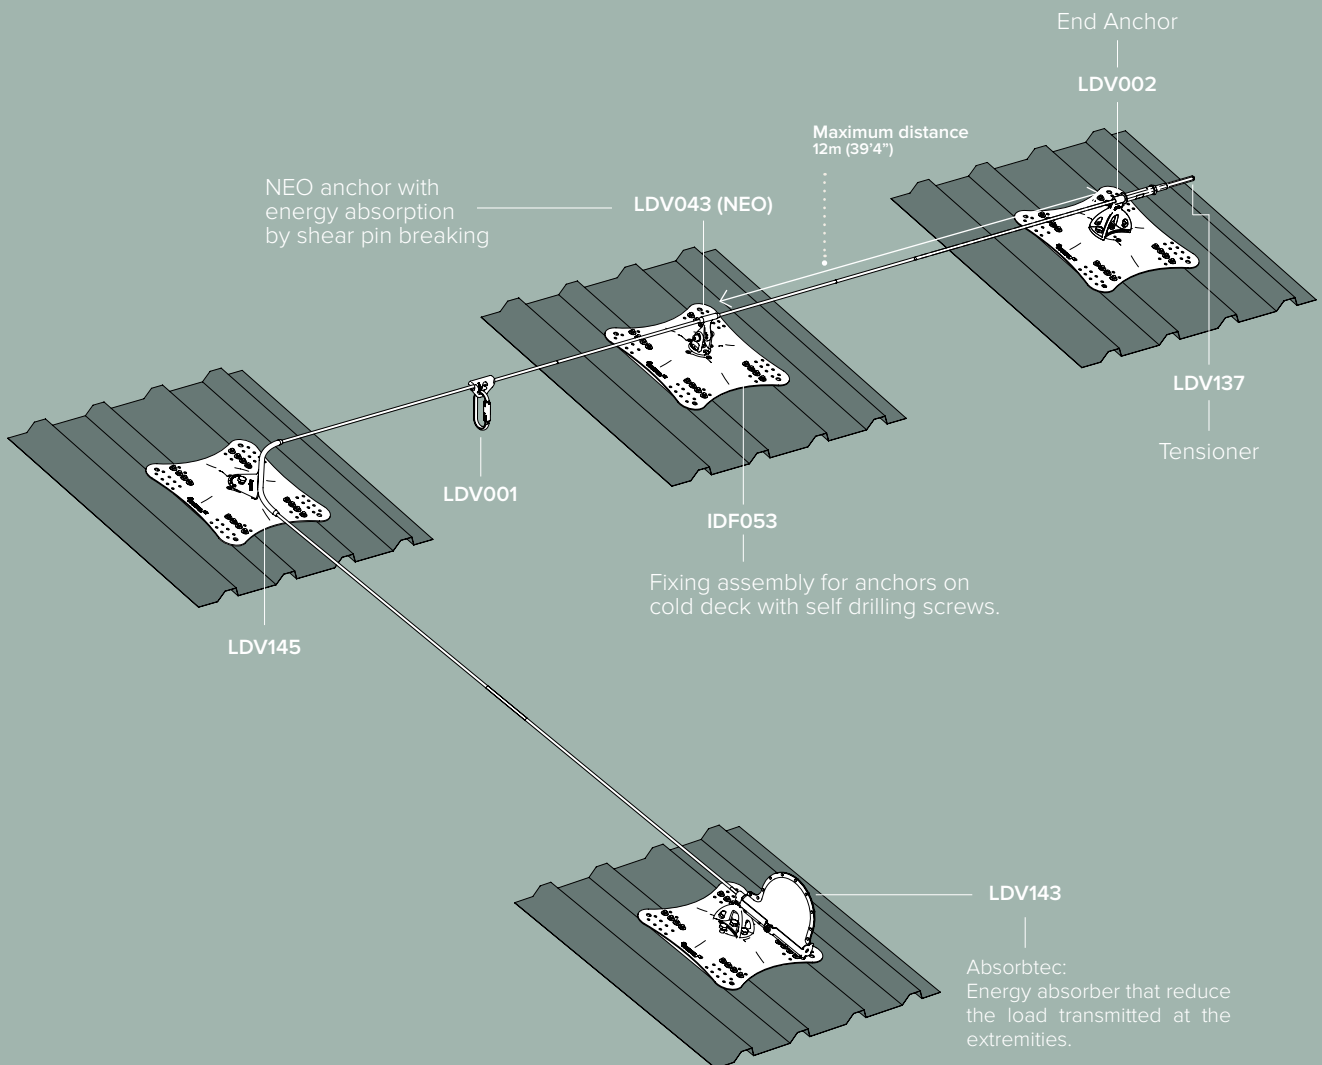 End Anchor
LDV002
Maximum distance
12m (39’4”)
NEO anchor with
energy absorption
by shear pin breaking
LDV043 (NEO)
LDV137
Tensioner
LDV001
IDF053
Fixing assembly for anchors on
cold deck with self drilling screws.
LDV145
LDV143
Absorbtec:
Energy absorber that reduce
the load transmitted at the
extremities.